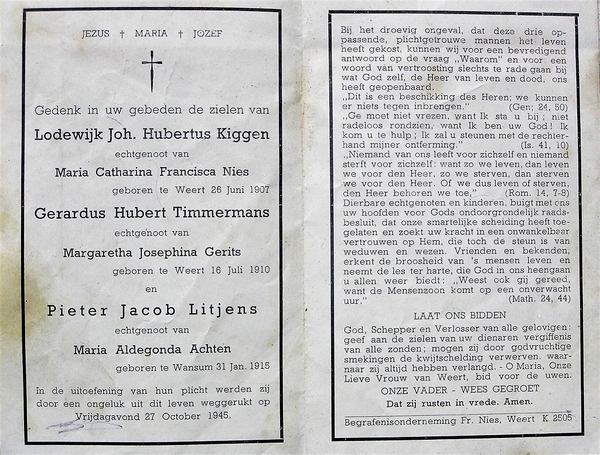 JEZUS † MARIA † JOZEF
Gedenk in uw gebeden de zielen van
Lodewijk Joh. Hubertus Kiggen
echtgenoot van
Maria Catharina Francisca Nies
geboren te Weert 26 Juni 1907
Gerardus Hubert Timmermans
echtgenoot van
Margaretha Josephina Gerits
geboren te Weert 16 Juli 1910
en
Pieter Jacob Litjens
echtgenoot van
Maria Aldegonda Achten
geboren te Wansum 31 Jan. 1915
In de uitoefening van hun plicht werden zij
door een ongeluk uit dit leven weggerukt op
Vrijdagavond 27 October 1945.
Bij het droevig ongeval, dat deze drie op-
passende, plichtgetrouwe mannen het leven
heeft gekost, kunnen wij voor een bevredigend
antwoord op de vraag „Waarom" en voor een
woord van vertroosting slechts te rade gaan bij
wat God zelf, de Heer van leven en dood, ons
heeft geopenbaard.
„Dit is een beschikking des Heren; we kunnen
er niets tegen inbrengen." (Gen; 24, 50)
„Ge moet niet vrezen, want Ik sta u bij; niet
radeloos rondzien, want Ik ben uw God! Ik
kom u te hulp; Ik zal u steunen met de rechter-
hand mijner ontferming." (Is. 41, 10)
„Niemand van ons leeft voor zichzelf en niemand
sterft voor zichzelf: want zo we leven, dan leven
we voor den Heer, zo we sterven, dan sterven
we voor den Heer. Of we dus leven of sterven,
den Heer behoren we toe," (Rom. 14, 7-8)
Dierbare echtgenoten en kinderen, buigt met ons
uw hoofden voor Gods ondoorgrondelijk raads-
besluit, dat onze smartelijke scheiding heeft toe-
gelaten en zoekt uw kracht in een onwankelbaar
vertrouwen op Hem, die toch de steun is van
weduwen en wezen. Vrienden en bekenden,
erkent de broosheid van 's mensen leven en
neemt de les ter harte, die God in ons heengaan
u allen weer biedt: „Weest ook gij gereed,
want de Mensenzoon komt op een onverwacht
uur." (Math. 24, 44)
LAAT ONS BIDDEN
God, Schepper en Verlosser van alle gelovigen:
geef aan de zielen van uw dienaren vergiffenis
van alle zonden; mogen zij door godvruchtige
smekingen de kwijtschelding verwerven, waar-
naar zij altijd hebben verlangd. - O Maria, Onze
Lieve Vrouw van Weert, bid voor de uwen.
ONZE VADER - WEES GEGROET
Dat zij rusten in vrede. Amen.
Begrafenisonderneming Fr. Nies, Weert K 2505